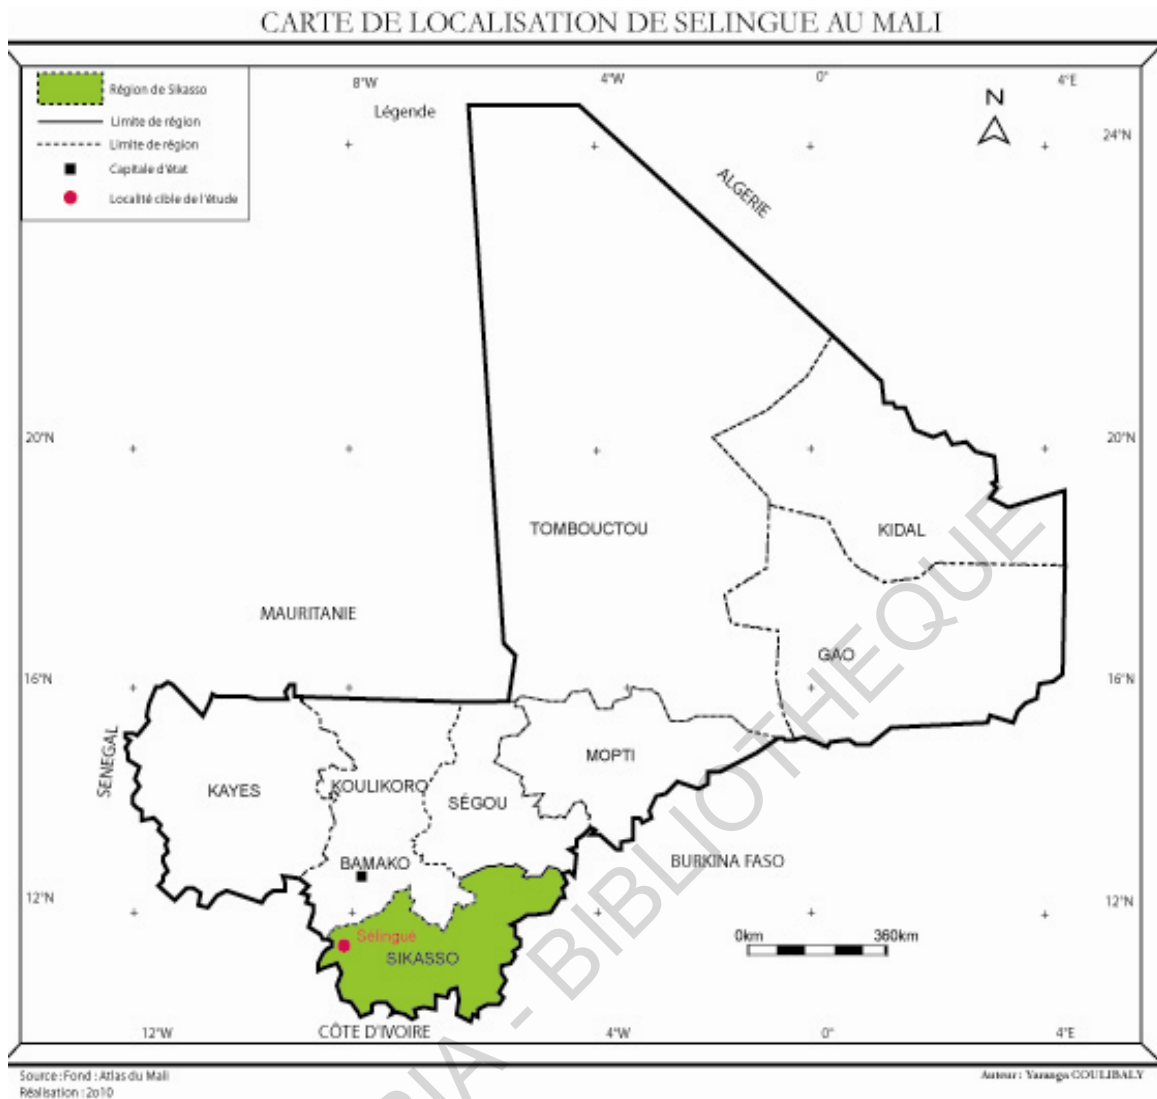 CARTE DE LOCALISATION DE SELINGUE AU MALI
8°W
4°W
0°
4°E
Région de Sikasso
Légende
Limite de région
Limite de région
Capitale d'état
Localité cible de l'étude
N
24°N
ALGERIE
20°N
20°N
TOMBOUCTOU
KIDAL
MAURITANIE
GAO
16°N
16°N
SENEGAL
KAYES
KOULIKORO
SÉGOU
MOPTI
BAMAKO
BURKINA FASO
12°N
12°N
Sélingué
SIKASSO
0km
360km
12°W
CÔTE D'IVOIRE
4°W
0°
4°E
RIA - BIBLIOTHEQUE
Source : Fond : Atlas du Mali
Réalisation : 2o10
Auteur : Yaranga COULIBALY